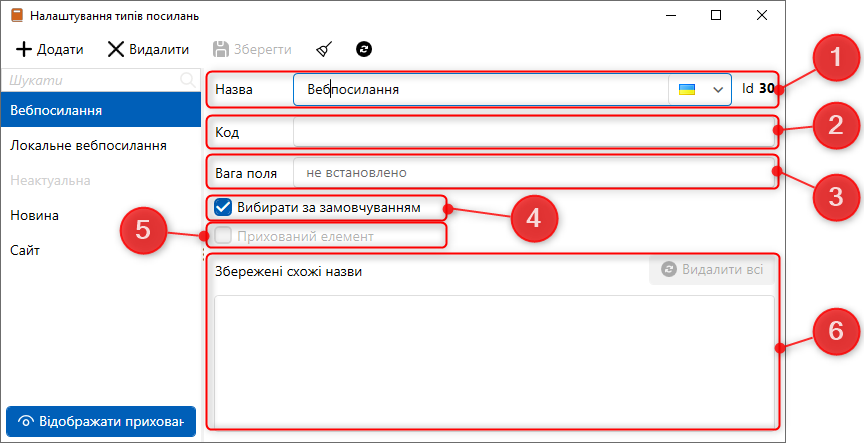 Налаштування типів посилань
Додати Видалити Зберегти
Шукати
Вебпосилання
Локальне вебпосилання
Неактуальна
Новина
Сайт
Відображати прихован
Назва Вебпосилання Id 30
Код
Вага поля не встановлено
Вибирати за замовчуванням
Прихований елемент
Збережені схожі назви Видалити всі
1
2
3
4
5
6